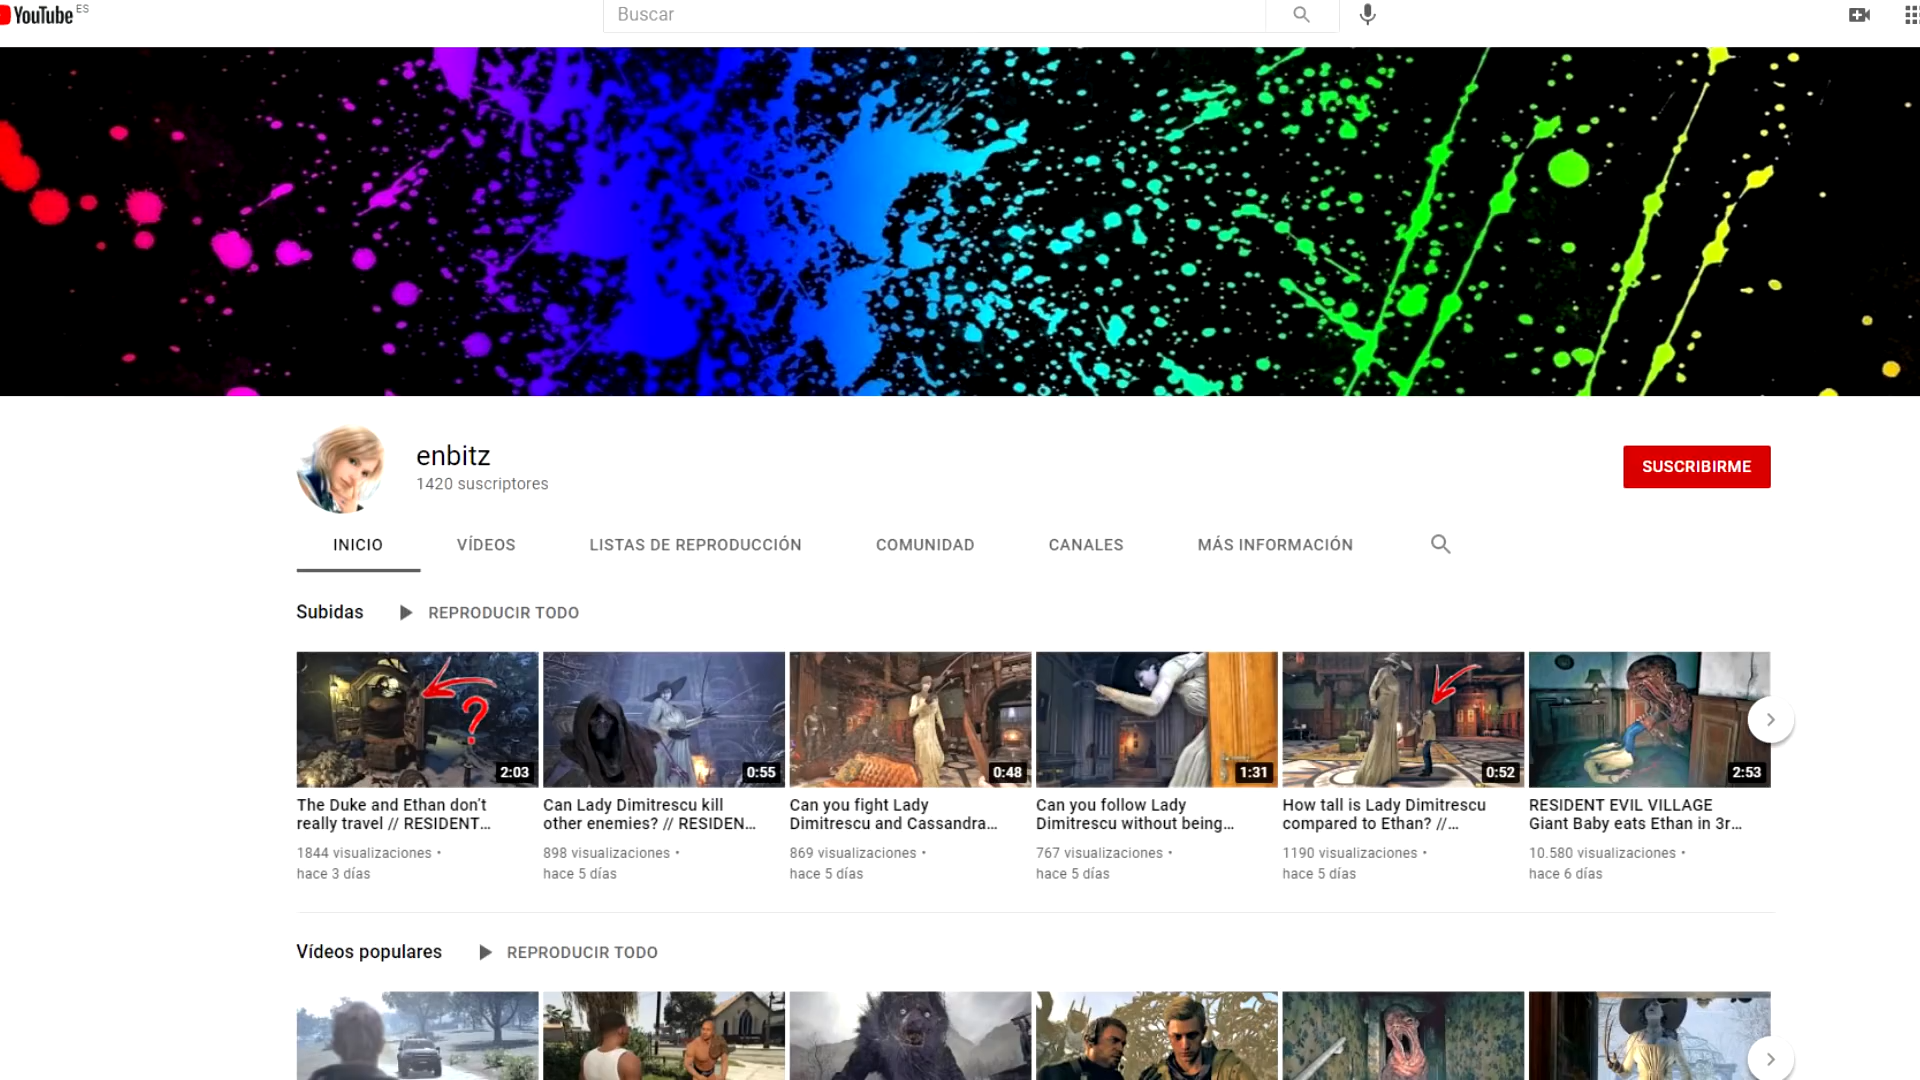 YouTube ES
Buscar
enbitz
1420 suscriptores
SUSCRIBIRME
INICIO
VÍDEOS
LISTAS DE REPRODUCCIÓN
COMUNIDAD
CANALES
MÁS INFORMACIÓN
Subidas
REPRODUCIR TODO
?
2:03
The Duke and Ethan don't
really travel // RESIDENT...
1844 visualizaciones •
hace 3 días
0:55
Can Lady Dimitrescu kill
other enemies? // RESIDEN...
898 visualizaciones •
hace 5 días
0:48
Can you fight Lady
Dimitrescu and Cassandra...
869 visualizaciones •
hace 5 días
1:31
Can you follow Lady
Dimitrescu without being...
767 visualizaciones •
hace 5 días
0:52
How tall is Lady Dimitrescu
compared to Ethan? //...
1190 visualizaciones •
hace 5 días
2:53
RESIDENT EVIL VILLAGE
Giant Baby eats Ethan in 3r...
10.580 visualizaciones •
hace 6 días
Vídeos populares
REPRODUCIR TODO